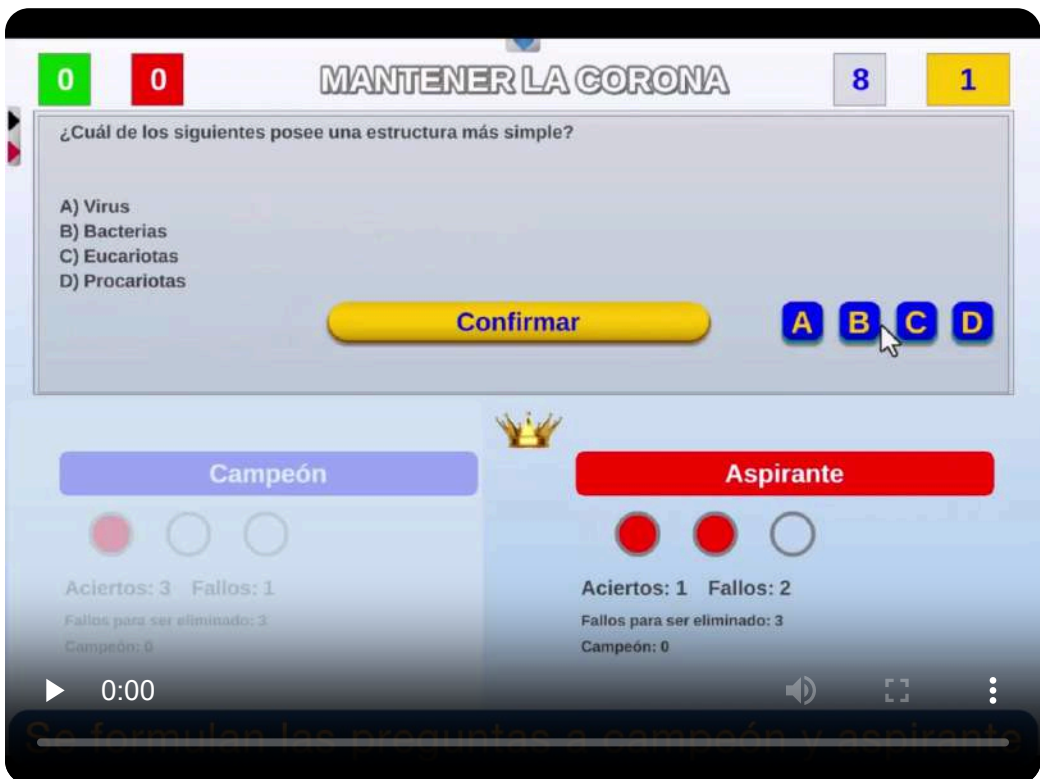 0 0 MANTENER LA CORONA 8 1
¿Cuál de los siguientes posee una estructura más simple?
A) Virus
B) Bacterias
C) Eucariotas
D) Procariotas
Confirmar A B C D
Campeón
Aciertos: 3 Fallos: 1
Fallos para ser eliminado: 3
Campeón: 0
Aspirante
Aciertos: 1 Fallos: 2
Fallos para ser eliminado: 3
Campeón: 0
0:00
Se formulan las preguntas a campeón y aspirante